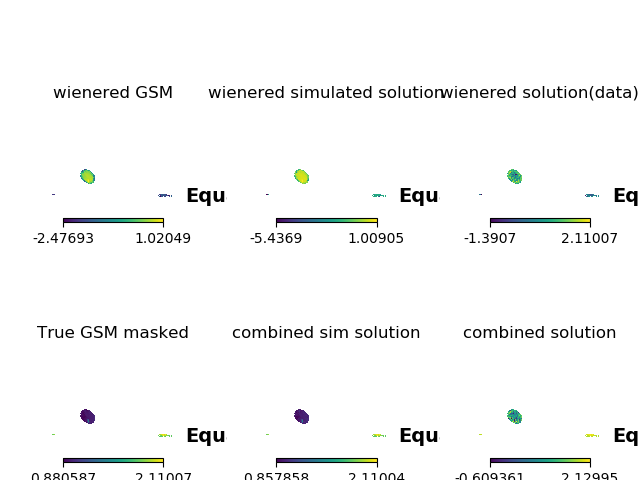 wienered GSM wienered simulated solution wienered solution(data)
Equ Equ Eq
-2.47693 1.02049 -5.4369 1.00905 -1.3907 2.11007
True GSM masked combined sim solution combined solution
Equ Equ Eq
0.880587 2.11007 0.857858 2.11004 -0.609361 2.12995